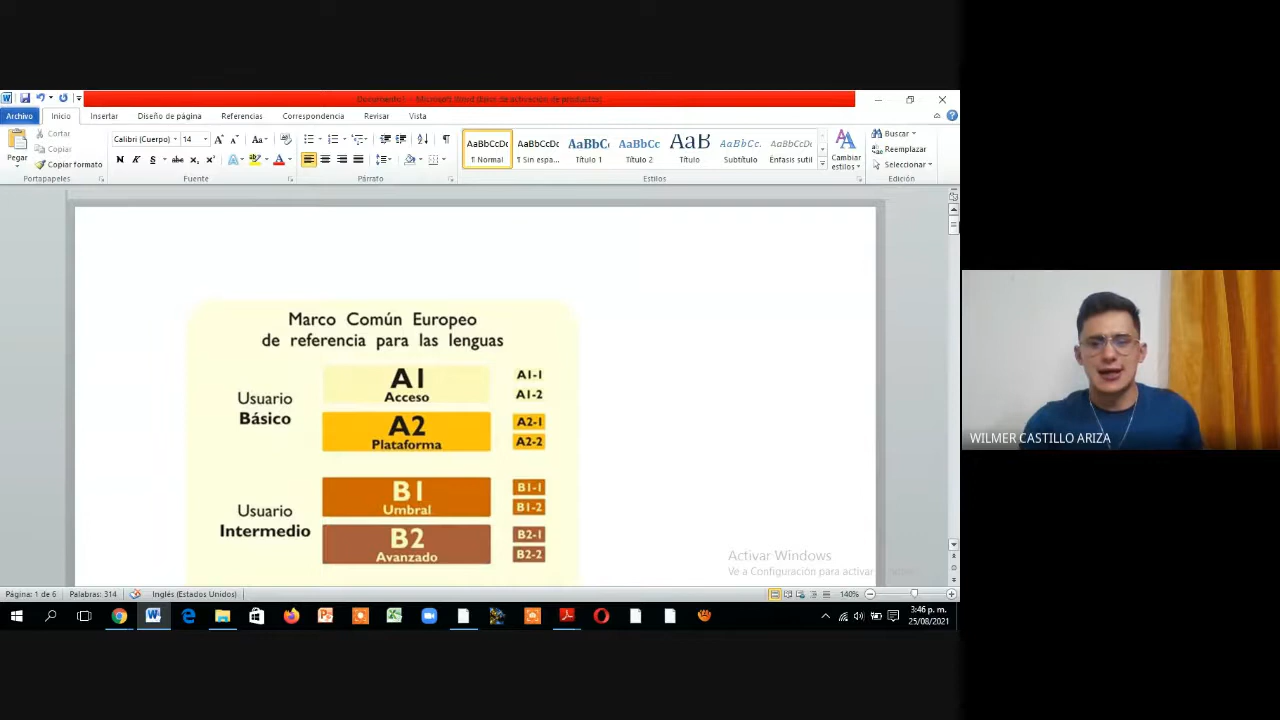 Archivo Inicio Insertar Diseño de página Referencias Correspondencia Revisar Vista
Pegar
Cortar
Copiar
Copiar formato
Portapapeles
Calibri (Cuerpo) 14
Fuente
Párrafo
AaBbCcDc AaBbCcDc AaBbC AaBbCc AaB AaBbCc. AaBbCcDc
¶ Normal ¶ Sin espa... Título 1 Título 2 Título Subtítulo Énfasis sutil
Estilos
Cambiar estilos
Buscar
Reemplazar
Seleccionar
Edición
Marco Común Europeo
de referencia para las lenguas
Usuario
Básico
A1
Acceso
A1-1
A1-2
A2
Plataforma
A2-1
A2-2
Usuario
Intermedio
B1
Umbral
B1-1
B1-2
B2
Avanzado
B2-1
B2-2
Activar Windows
Ve a Configuración para activar
WILMER CASTILLO ARIZA
Página: 1 de 6 Palabras: 314 Inglés (Estados Unidos) 140%
3:46 p. m.
25/08/2021